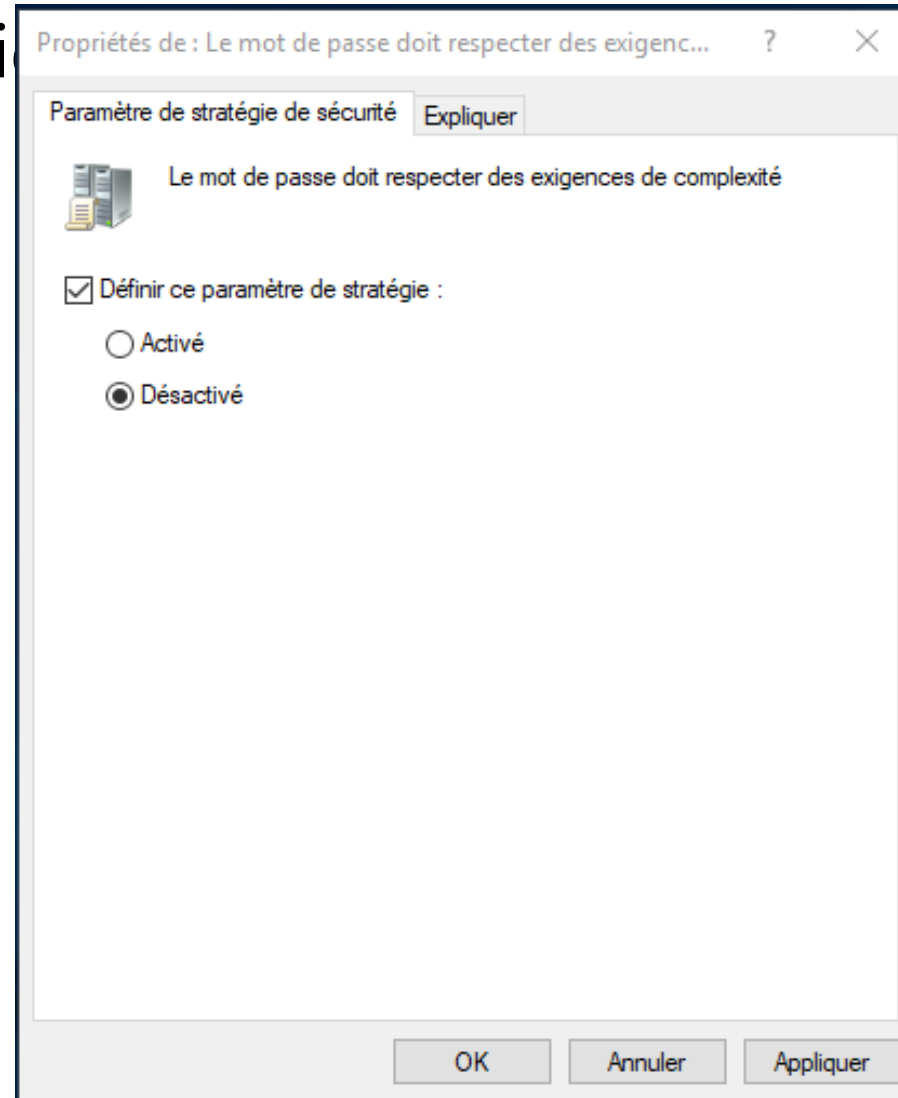 Propriétés de : Le mot de passe doit respecter des exigenc...
Paramètre de stratégie de sécurité
Expliquer
Le mot de passe doit respecter des exigences de complexité
Définir ce paramètre de stratégie :
Activé
Désactivé
OK
Annuler
Appliquer